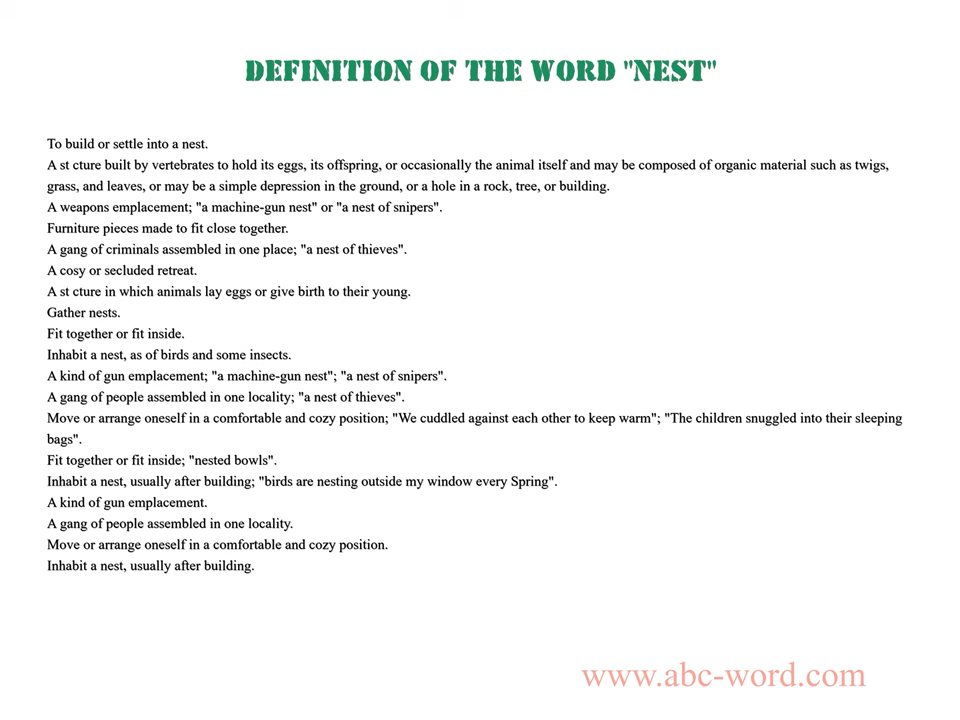 DEFINITION OF THE WORD "NEST"
To build or settle into a nest.
A st cture built by vertebrates to hold its eggs, its offspring, or occasionally the animal itself and may be composed of organic material such as twigs,
grass, and leaves, or may be a simple depression in the ground, or a hole in a rock, tree, or building.
A weapons emplacement; "a machine-gun nest" or "a nest of snipers".
Furniture pieces made to fit close together.
A gang of criminals assembled in one place; "a nest of thieves".
A cosy or secluded retreat.
A st cture in which animals lay eggs or give birth to their young.
Gather nests.
Fit together or fit inside.
Inhabit a nest, as of birds and some insects.
A kind of gun emplacement; "a machine-gun nest"; "a nest of snipers".
A gang of people assembled in one locality; "a nest of thieves".
Move or arrange oneself in a comfortable and cozy position; "We cuddled against each other to keep warm"; "The children snuggled into their sleeping
bags".
Fit together or fit inside; "nested bowls".
Inhabit a nest, usually after building; "birds are nesting outside my window every Spring".
A kind of gun emplacement.
A gang of people assembled in one locality.
Move or arrange oneself in a comfortable and cozy position.
Inhabit a nest, usually after building.
www.abc-word.com